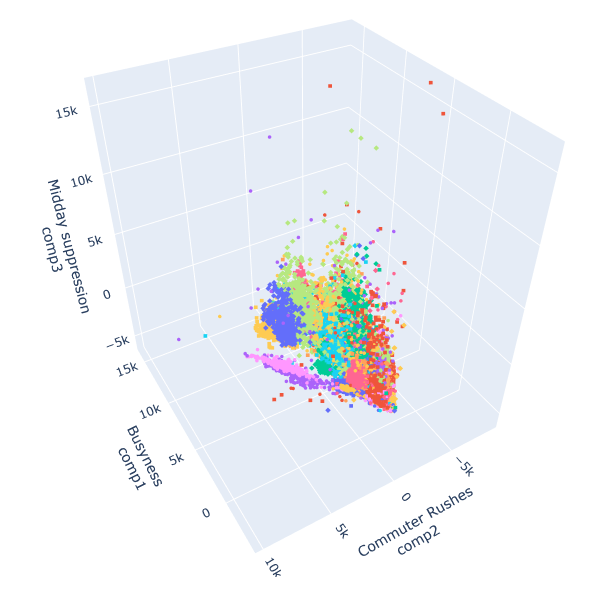 15k
10k
5k
0
−5k
Midday suppression
comp3
15k
10k
5k
0
Busyness
comp1
10k
5k
0
−5k
Commuter Rushes
comp2